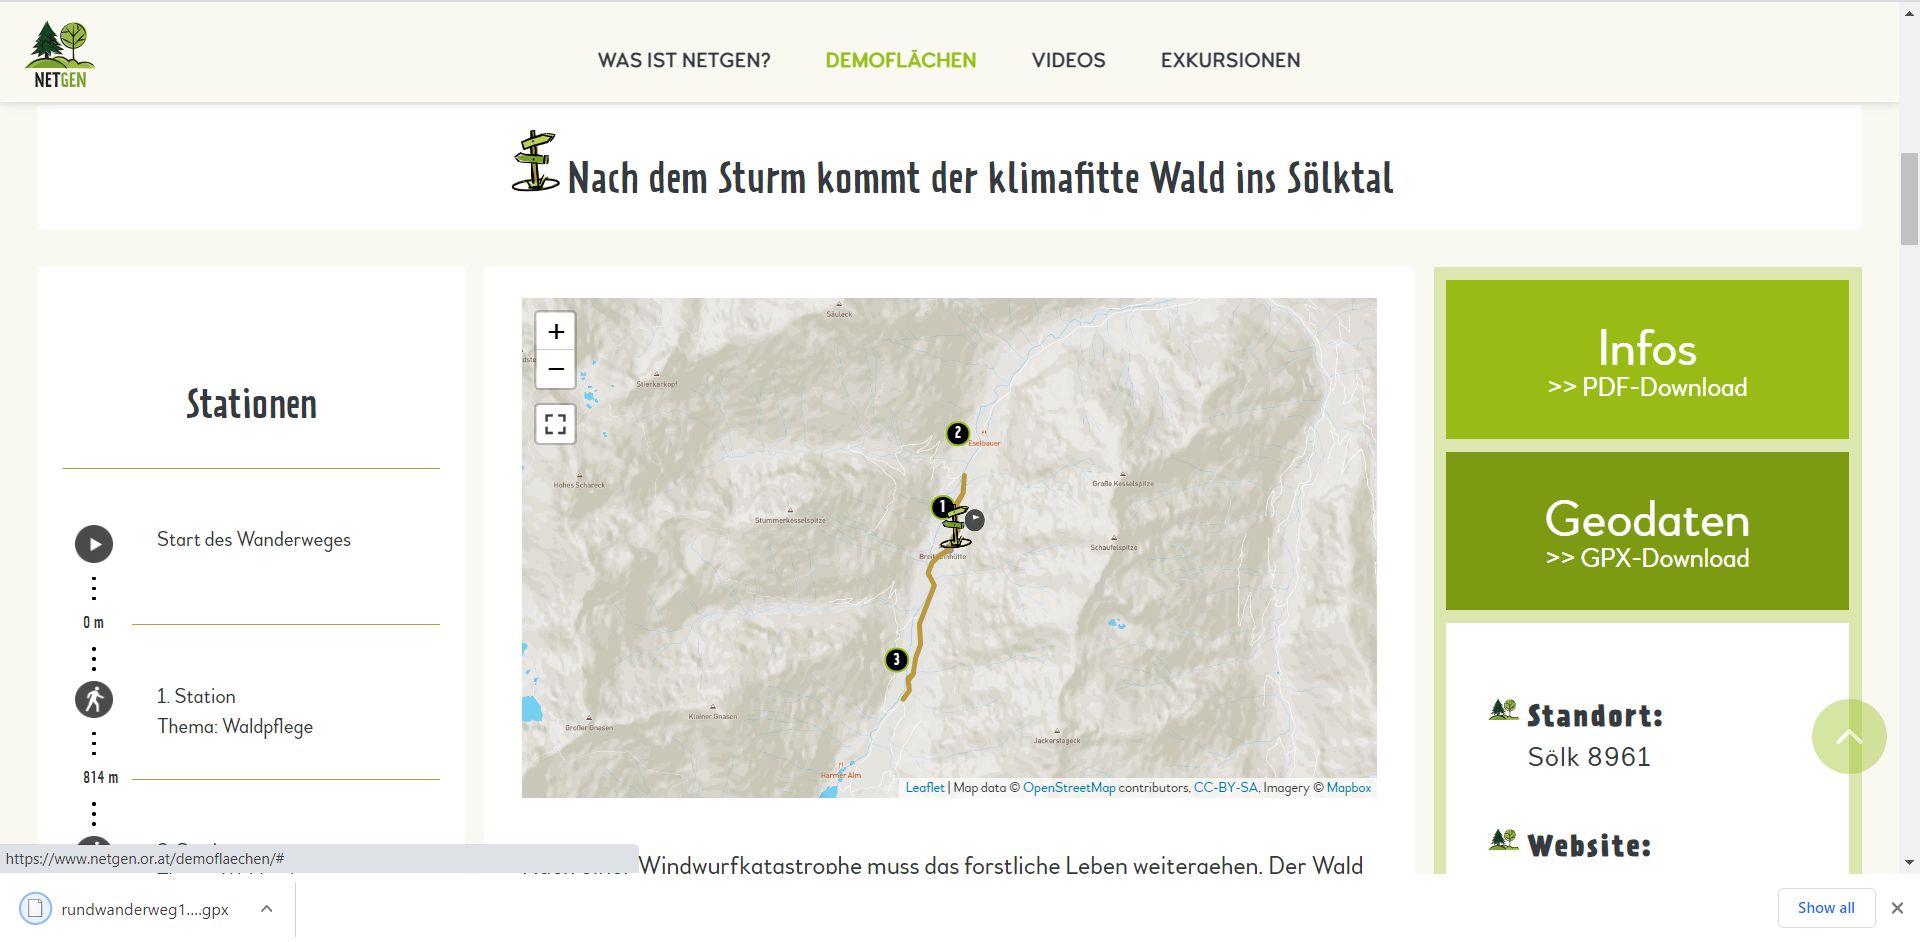 NETGEN
WAS IST NETGEN?
DEMOFLÄCHEN
VIDEOS
EXKURSIONEN
Nach dem Sturm kommt der klimafitte Wald ins Sölktal
Stationen
Start des Wanderweges
0 m
1. Station
Thema: Waldpflege
814 m
+
−
Säuleck
Stierkarkopf
2
Eselbauer
Hohes Schareck
Große Kesselspitze
1
Stummerkesselspitze
Schaufelspitze
3
Kleiner Gnasen
Großer Gnasen
Jackerstageck
Harmer Alm
Leaflet | Map data © OpenStreetMap contributors, CC-BY-SA, Imagery © Mapbox
Windwurfkatastrophe muss das forstliche Leben weitergehen. Der Wald
Infos
>> PDF-Download
Geodaten
>> GPX-Download
Standort:
Sölk 8961
Website:
https://www.netgen.or.at/demoflaechen/#
rundwanderweg1....gpx
Show all